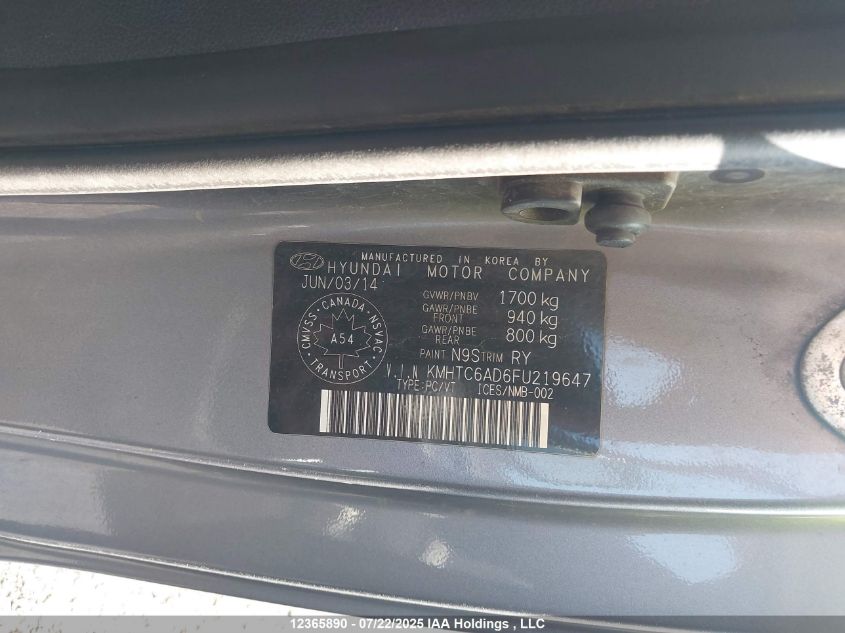 MANUFACTURED IN KOREA BY
HYUNDAI MOTOR COMPANY
JUN/03/14
GVWR/PNBV 1700 kg
GAWR/PNBE FRONT 940 kg
GAWR/PNBE REAR 800 kg
PAINT N9S TRIM RY
CANADA
CMVSS NSVAC
A54
TRANSPORT
V.I.N KMHTC6AD6FU219647
TYPE:PC/VT ICES/NMB-002
12365890 - 07/22/2025 IAA Holdings , LLC